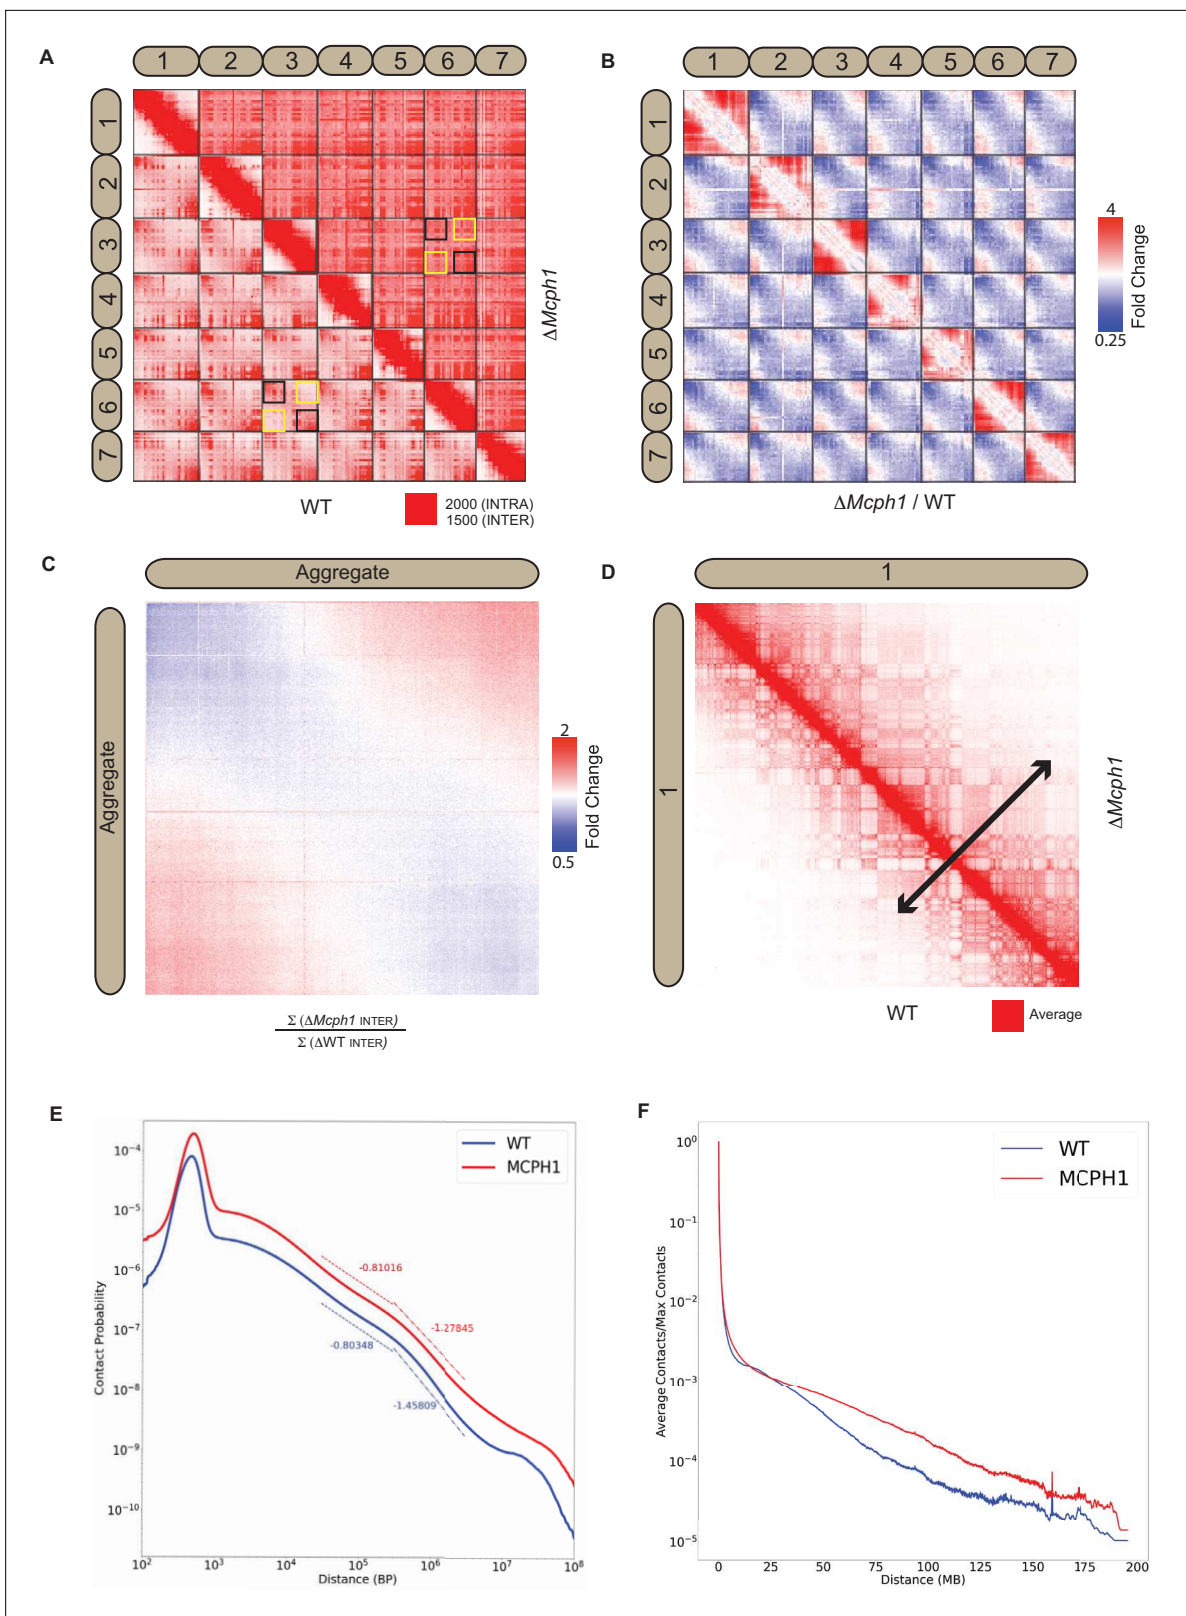 A
1 2 3 4 5 6 7
1
2
3
4
5
6
7
ΔMcph1
WT
2000 (INTRA)
1500 (INTER)
B
1 2 3 4 5 6 7
1
2
3
4
5
6
7
4
Fold Change
0.25
ΔMcph1 / WT
C
Aggregate
Aggregate
2
Fold Change
0.5
Σ (ΔMcph1 INTER)
Σ (ΔWT INTER)
D
1
1
ΔMcph1
WT
Average
E
WT
MCPH1
10⁻⁴
10⁻⁵
10⁻⁶
10⁻⁷
10⁻⁸
10⁻⁹
10⁻¹⁰
Contact Probability
-0.81016
-1.27845
-0.80348
-1.45809
10² 10³ 10⁴ 10⁵ 10⁶ 10⁷ 10⁸
Distance (BP)
F
WT
MCPH1
10⁰
10⁻¹
10⁻²
10⁻³
10⁻⁴
10⁻⁵
Average Contacts/Max Contacts
0 25 50 75 100 125 150 175 200
Distance (MB)